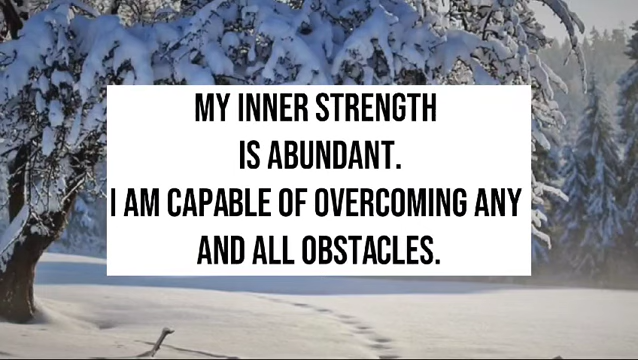 MY INNER STRENGTH
IS ABUNDANT.
I AM CAPABLE OF OVERCOMING ANY
AND ALL OBSTACLES.